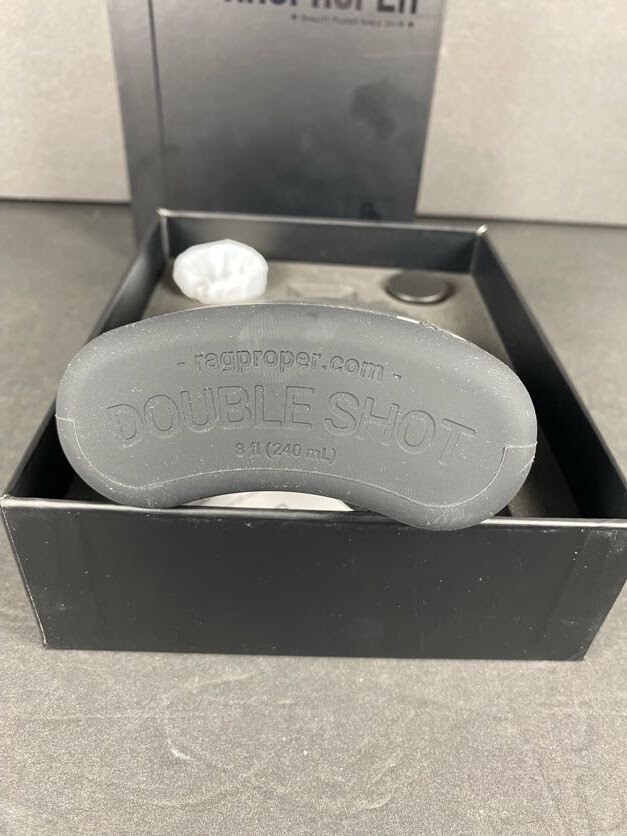 - ragproper.com -
DOUBLE SHOT
8 fl (240 mL)